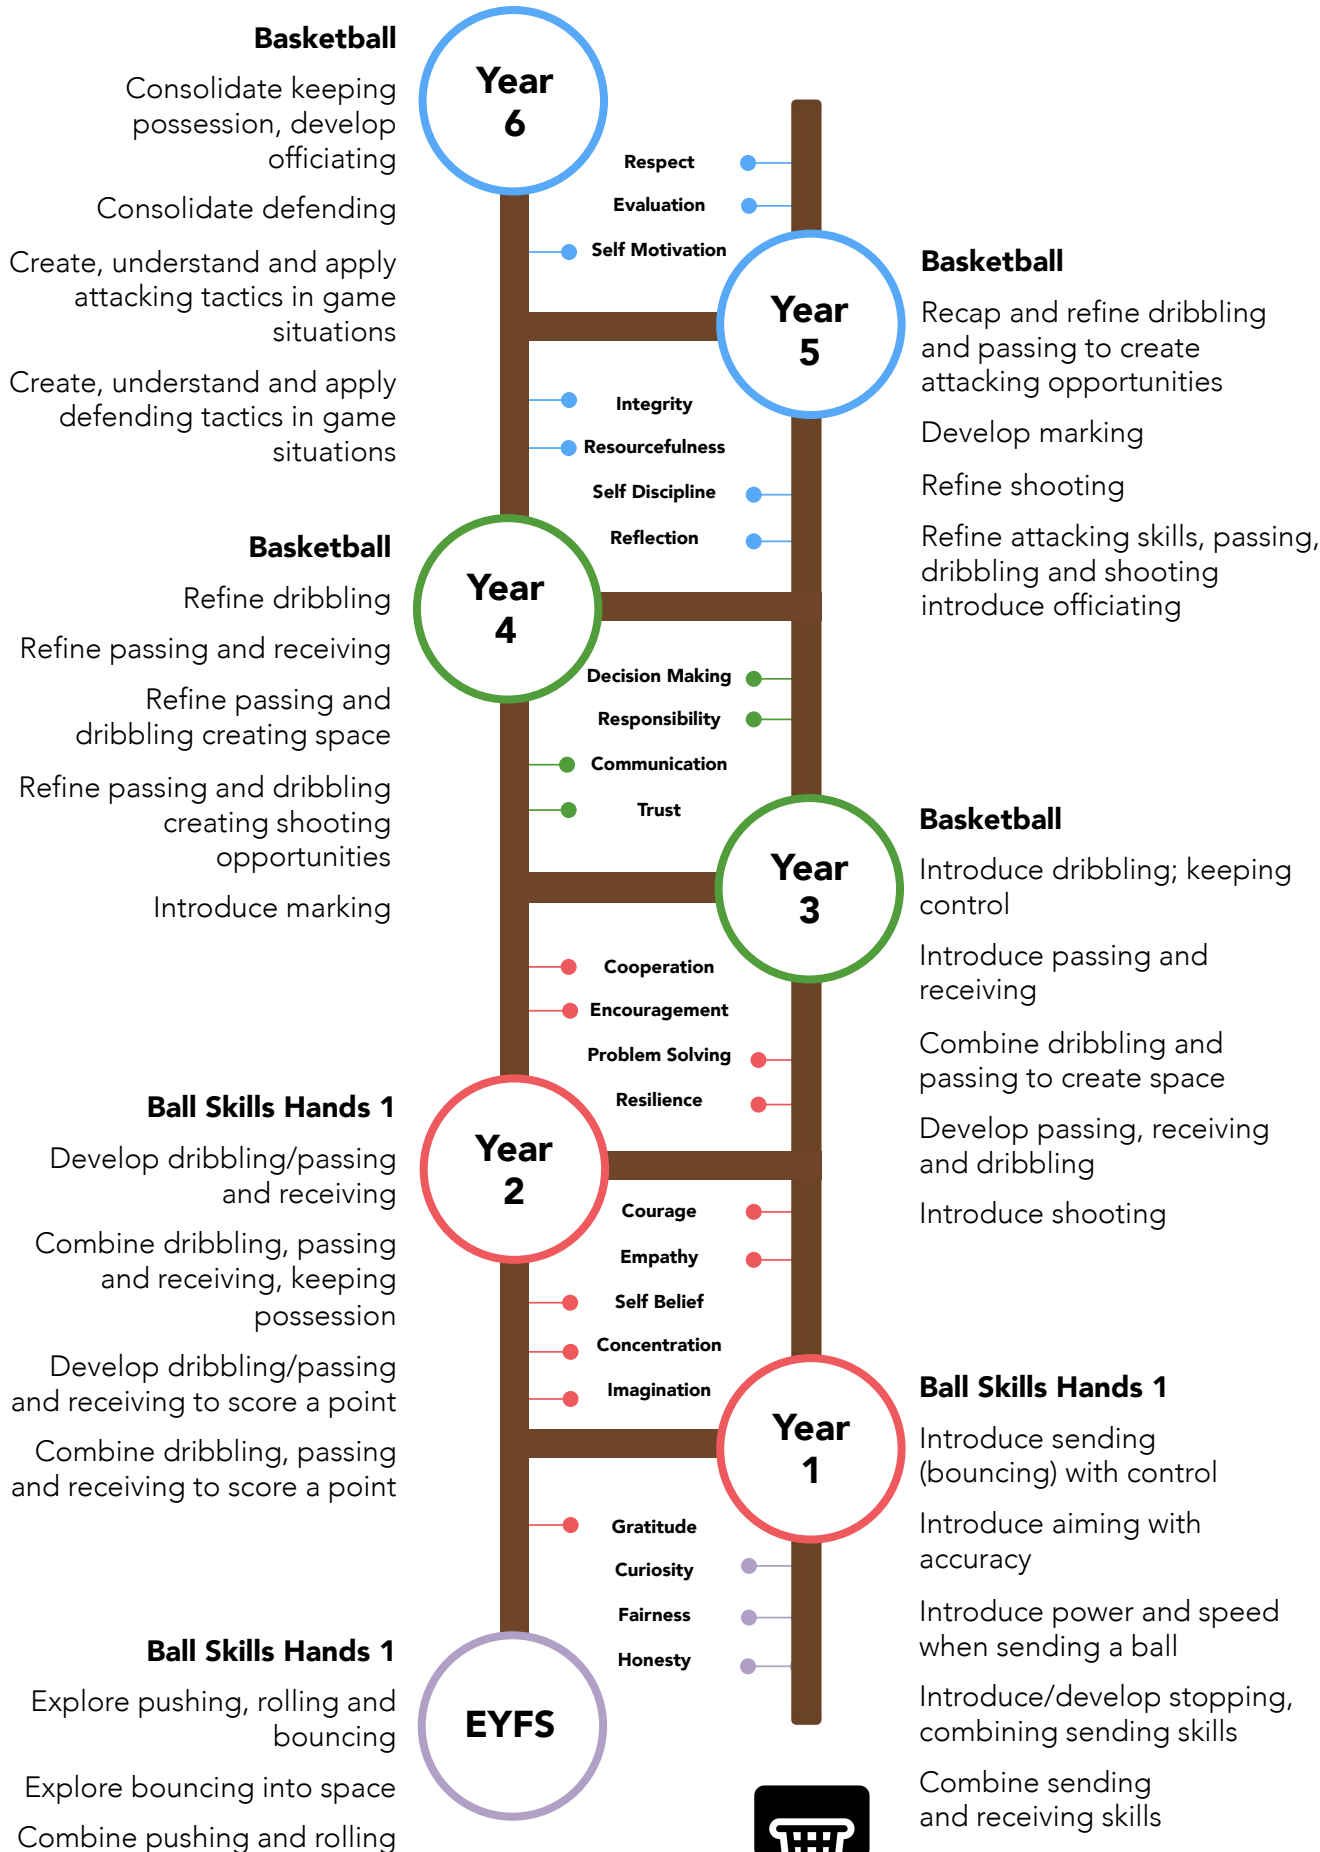 Basketball
Consolidate keeping
possession, develop
officiating
Consolidate defending
Create, understand and apply
attacking tactics in game
situations
Create, understand and apply
defending tactics in game
situations
Year
6
Respect
Evaluation
Self Motivation
Year
5
Basketball
Recap and refine dribbling
and passing to create
attacking opportunities
Develop marking
Refine shooting
Refine attacking skills, passing,
dribbling and shooting
introduce officiating
Integrity
Resourcefulness
Self Discipline
Reflection
Basketball
Refine dribbling
Refine passing and receiving
Refine passing and
dribbling creating space
Refine passing and dribbling
creating shooting
opportunities
Introduce marking
Year
4
Decision Making
Responsibility
Communication
Trust
Year
3
Basketball
Introduce dribbling; keeping
control
Introduce passing and
receiving
Combine dribbling and
passing to create space
Develop passing, receiving
and dribbling
Introduce shooting
Cooperation
Encouragement
Problem Solving
Resilience
Ball Skills Hands 1
Develop dribbling/passing
and receiving
Combine dribbling, passing
and receiving, keeping
possession
Develop dribbling/passing
and receiving to score a point
Combine dribbling, passing
and receiving to score a point
Year
2
Courage
Empathy
Self Belief
Concentration
Imagination
Year
1
Ball Skills Hands 1
Introduce sending
(bouncing) with control
Introduce aiming with
accuracy
Introduce power and speed
when sending a ball
Introduce/develop stopping,
combining sending skills
Combine sending
and receiving skills
Gratitude
Curiosity
Fairness
Honesty
Ball Skills Hands 1
Explore pushing, rolling and
bouncing
Explore bouncing into space
Combine pushing and rolling
EYFS